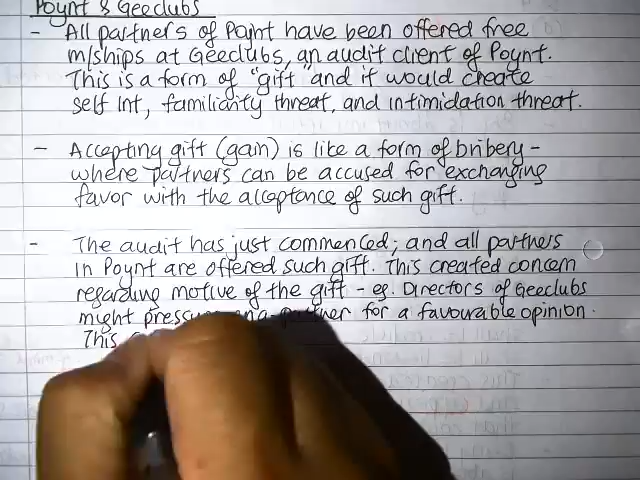 Poynt & Geeclubs
- All partners of Poynt have been offered free
m/ships at Geeclubs, an audit client of Poynt.
This is a form of "gift" and it would create
self int, familiarity threat, and intimidation threat.
- Accepting gift (gain) is like a form of bribery -
where partners can be accused for exchanging
favor with the acceptance of such gift.
- The audit has just commenced; and all partners
in Poynt are offered such gift. This created concern
regarding motive of the gift - eg. Directors of Geeclubs
might for a favourable opinion.
This